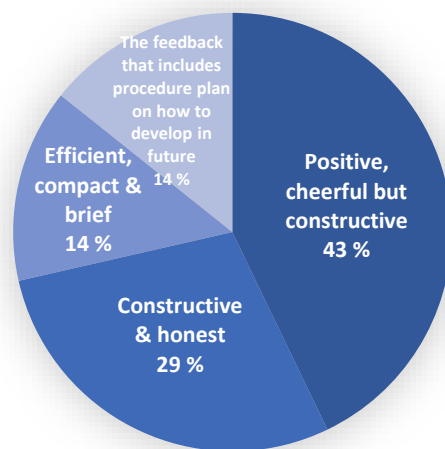 The feedback
that includes
procedure plan
on how to
develop in
future
14 %
Positive,
cheerful but
constructive
43 %
Efficient,
compact &
brief
14 %
Constructive
& honest
29 %